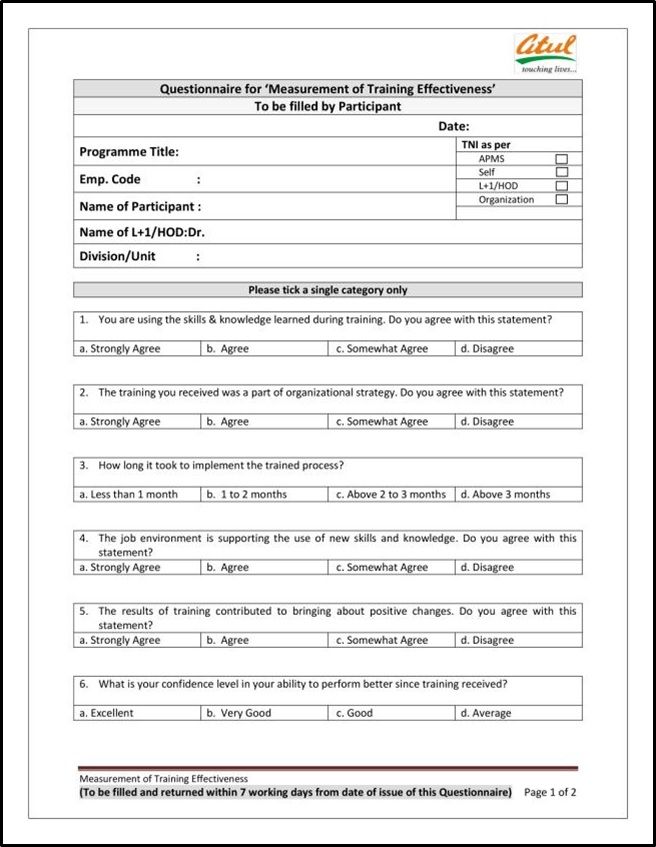 Atul
touching lives...
Questionnaire for 'Measurement of Training Effectiveness'
To be filled by Participant
Date:
Programme Title:
TNI as per
APMS
Self
L+1/HOD
Organization
Emp. Code :
Name of Participant :
Name of L+1/HOD:Dr.
Division/Unit :
Please tick a single category only
1. You are using the skills & knowledge learned during training. Do you agree with this statement?
a. Strongly Agree b. Agree c. Somewhat Agree d. Disagree
2. The training you received was a part of organizational strategy. Do you agree with this statement?
a. Strongly Agree b. Agree c. Somewhat Agree d. Disagree
3. How long it took to implement the trained process?
a. Less than 1 month b. 1 to 2 months c. Above 2 to 3 months d. Above 3 months
4. The job environment is supporting the use of new skills and knowledge. Do you agree with this
statement?
a. Strongly Agree b. Agree c. Somewhat Agree d. Disagree
5. The results of training contributed to bringing about positive changes. Do you agree with this
statement?
a. Strongly Agree b. Agree c. Somewhat Agree d. Disagree
6. What is your confidence level in your ability to perform better since training received?
a. Excellent b. Very Good c. Good d. Average
Measurement of Training Effectiveness
(To be filled and returned within 7 working days from date of issue of this Questionnaire) Page 1 of 2